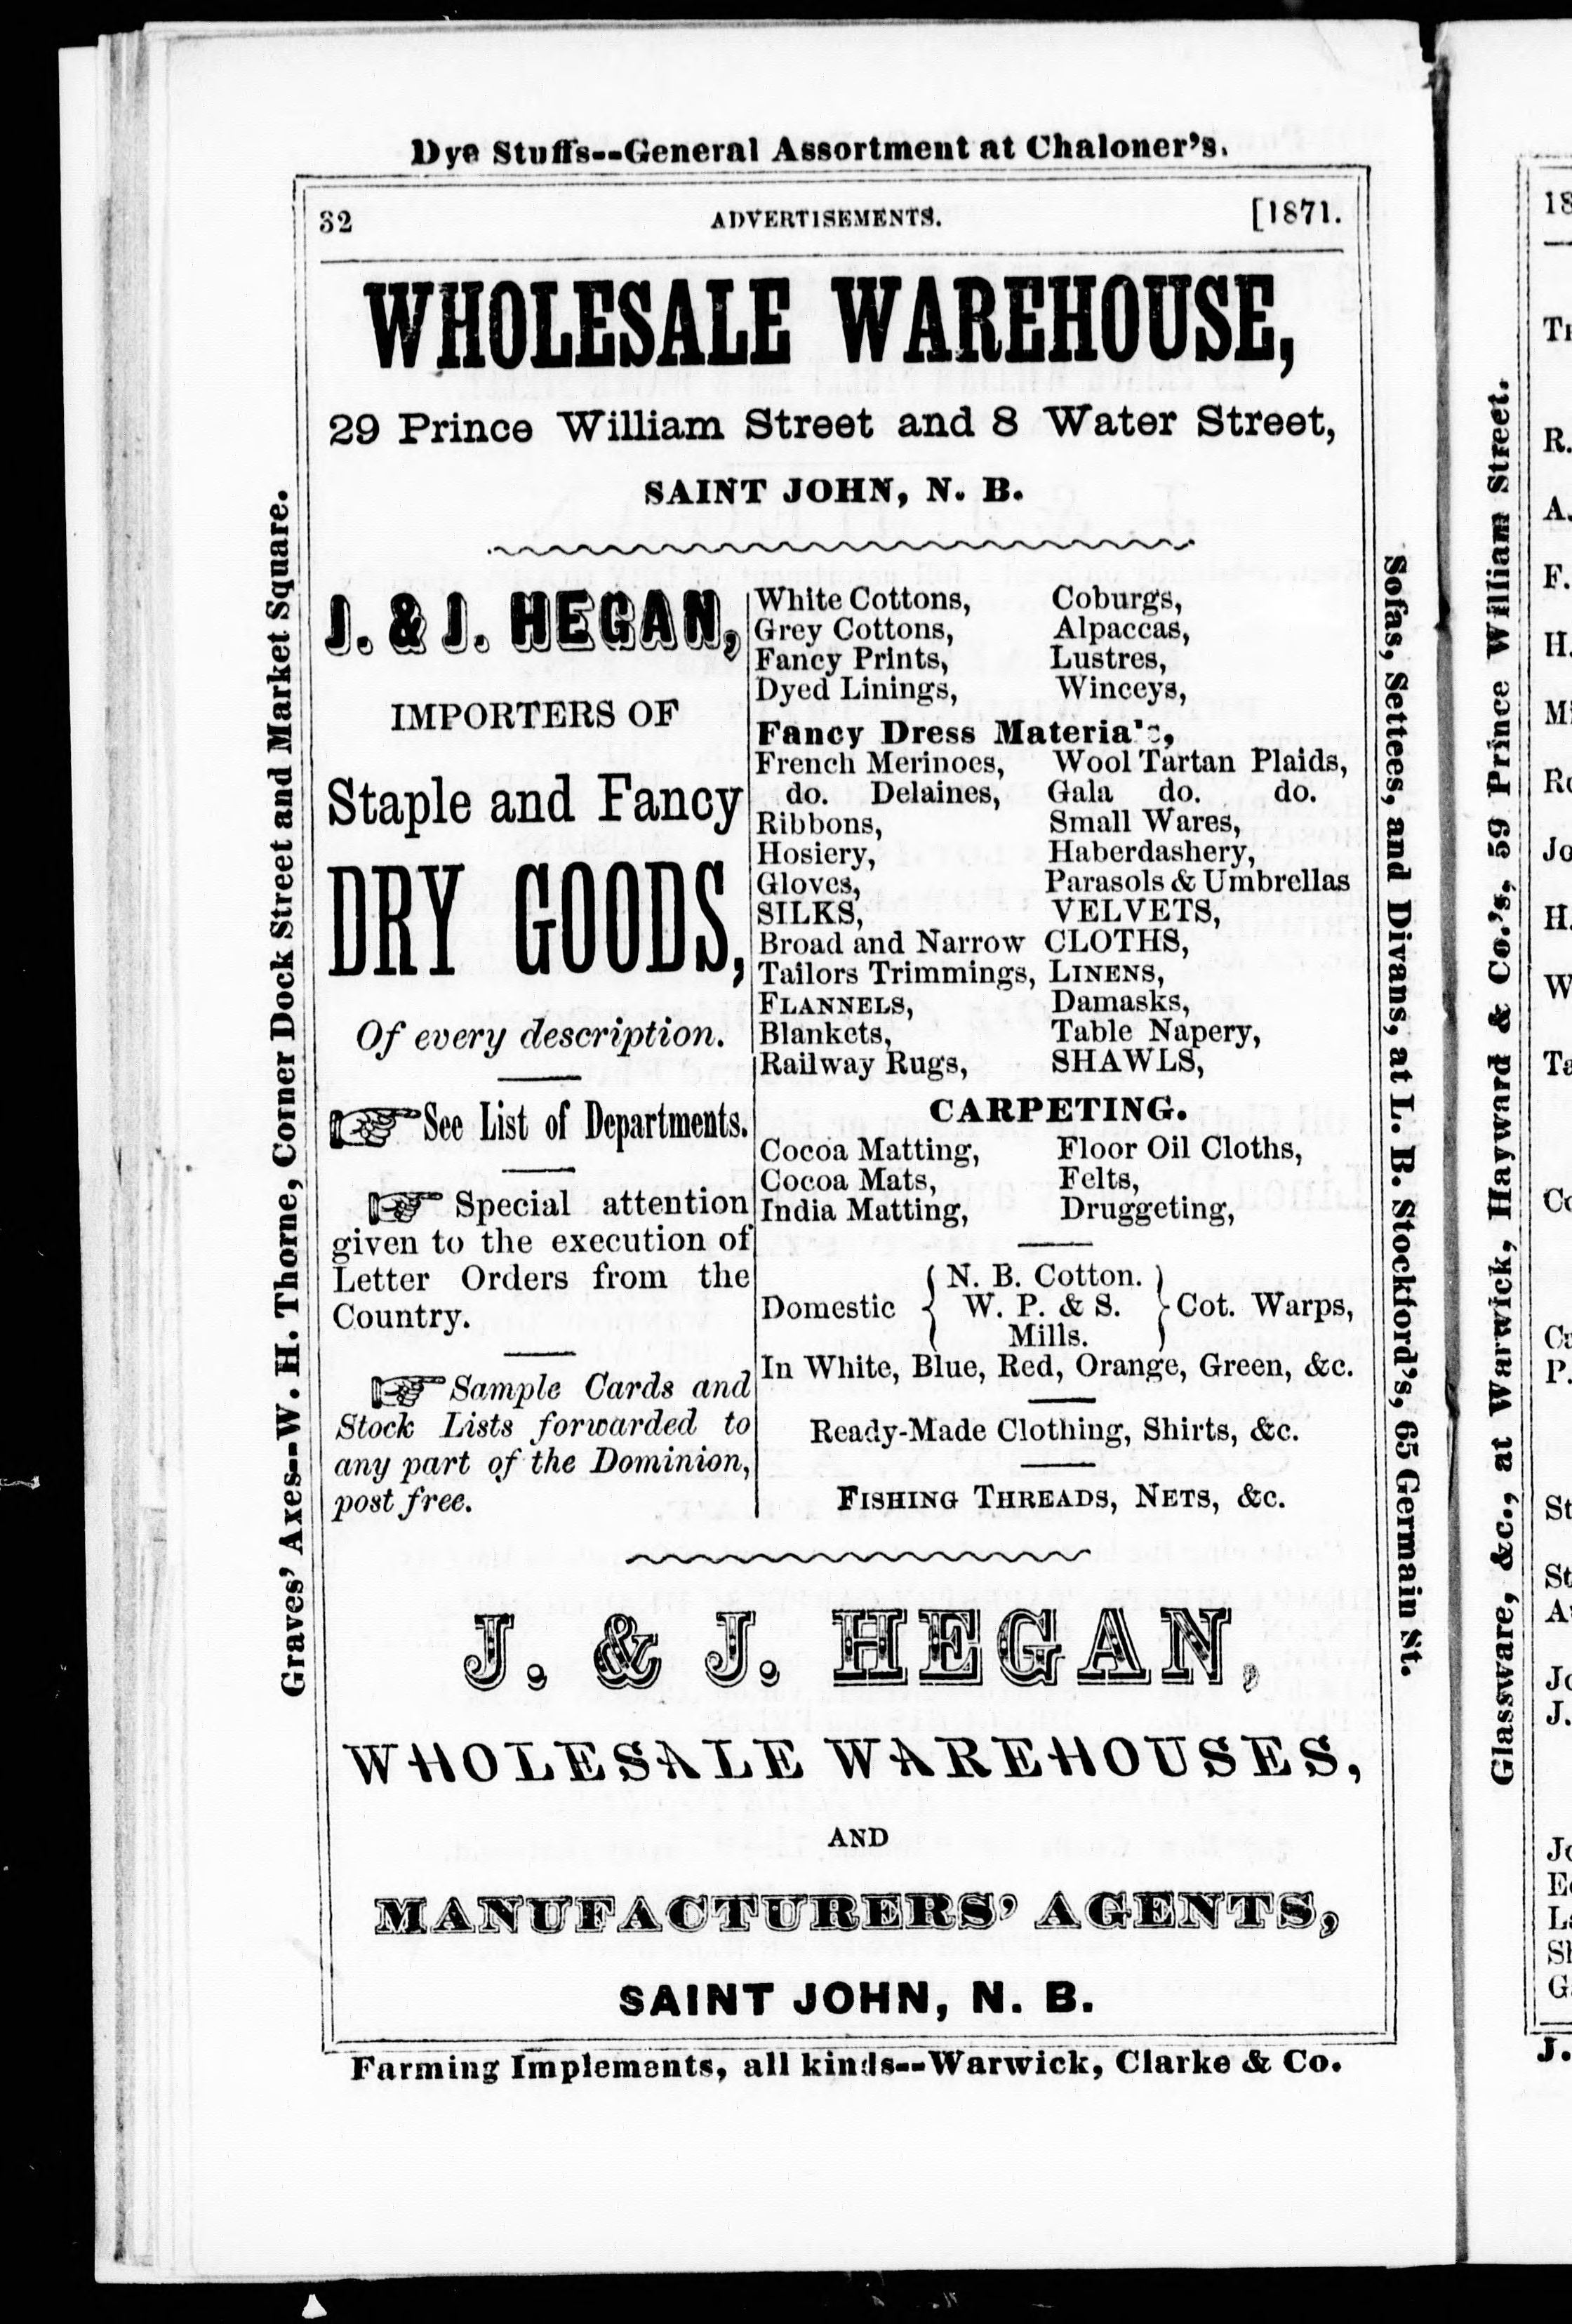 Dye Stuffs--General Assortment at Chaloner's.
32 ADVERTISEMENTS. [1871.
WHOLESALE WAREHOUSE,
29 Prince William Street and 8 Water Street,
SAINT JOHN, N. B.
J. & J. HEGAN,
IMPORTERS OF
Staple and Fancy
DRY GOODS,
Of every description.
See List of Departments.
Special attention
given to the execution of
Letter Orders from the
Country.
Sample Cards and
Stock Lists forwarded to
any part of the Dominion,
post free.
White Cottons, Coburgs,
Grey Cottons, Alpaccas,
Fancy Prints, Lustres,
Dyed Linings, Winceys,
Fancy Dress Materials,
French Merinoes, Wool Tartan Plaids,
do. Delaines, Gala do. do.
Ribbons, Small Wares,
Hosiery, Haberdashery,
Gloves, Parasols & Umbrellas
SILKS, VELVETS,
Broad and Narrow CLOTHS,
Tailors Trimmings, LINENS,
FLANNELS, Damasks,
Blankets, Table Napery,
Railway Rugs, SHAWLS,
CARPETING.
Cocoa Matting, Floor Oil Cloths,
Cocoa Mats, Felts,
India Matting, Druggeting,
N. B. Cotton.
Domestic { W. P. & S. } Cot. Warps,
Mills.
In White, Blue, Red, Orange, Green, &c.
Ready-Made Clothing, Shirts, &c.
FISHING THREADS, NETS, &c.
J. & J. HEGAN,
WHOLESALE WAREHOUSES,
AND
MANUFACTURERS' AGENTS,
SAINT JOHN, N. B.
Farming Implements, all kinds--Warwick, Clarke & Co.
Graves' Axes--W. H. Thorne, Corner Dock Street and Market Square.
Sofas, Settees, and Divans, at L. B. Stockford's, 65 Germain St.
Glassware, &c., at Warwick, Hayward & Co.'s, 59 Prince William Street.
18
R.
A.
F.
H.
H.
W
P.
St
St
J.
J.